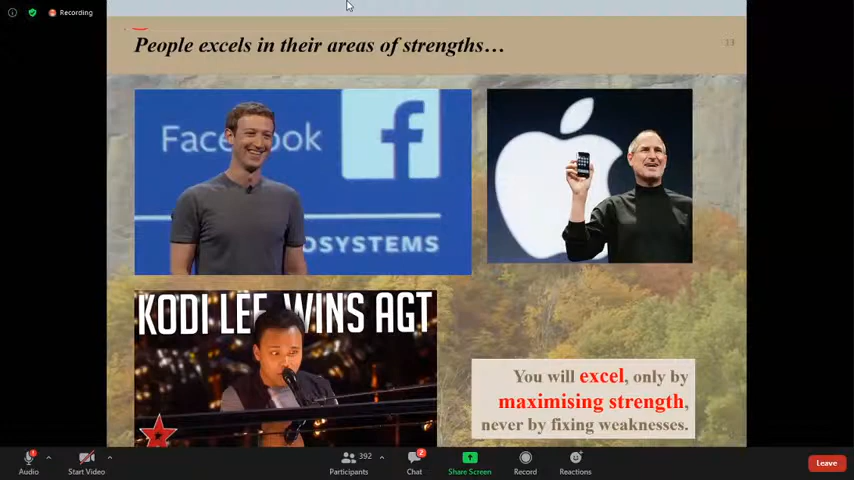 Recording
People excels in their areas of strengths…
Facebook
OSYSTEMS
KODI LEE WINS AGT
You will excel, only by
maximising strength,
never by fixing weaknesses.
Audio
Start Video
392
Participants
2
Chat
Share Screen
Record
Reactions
Leave